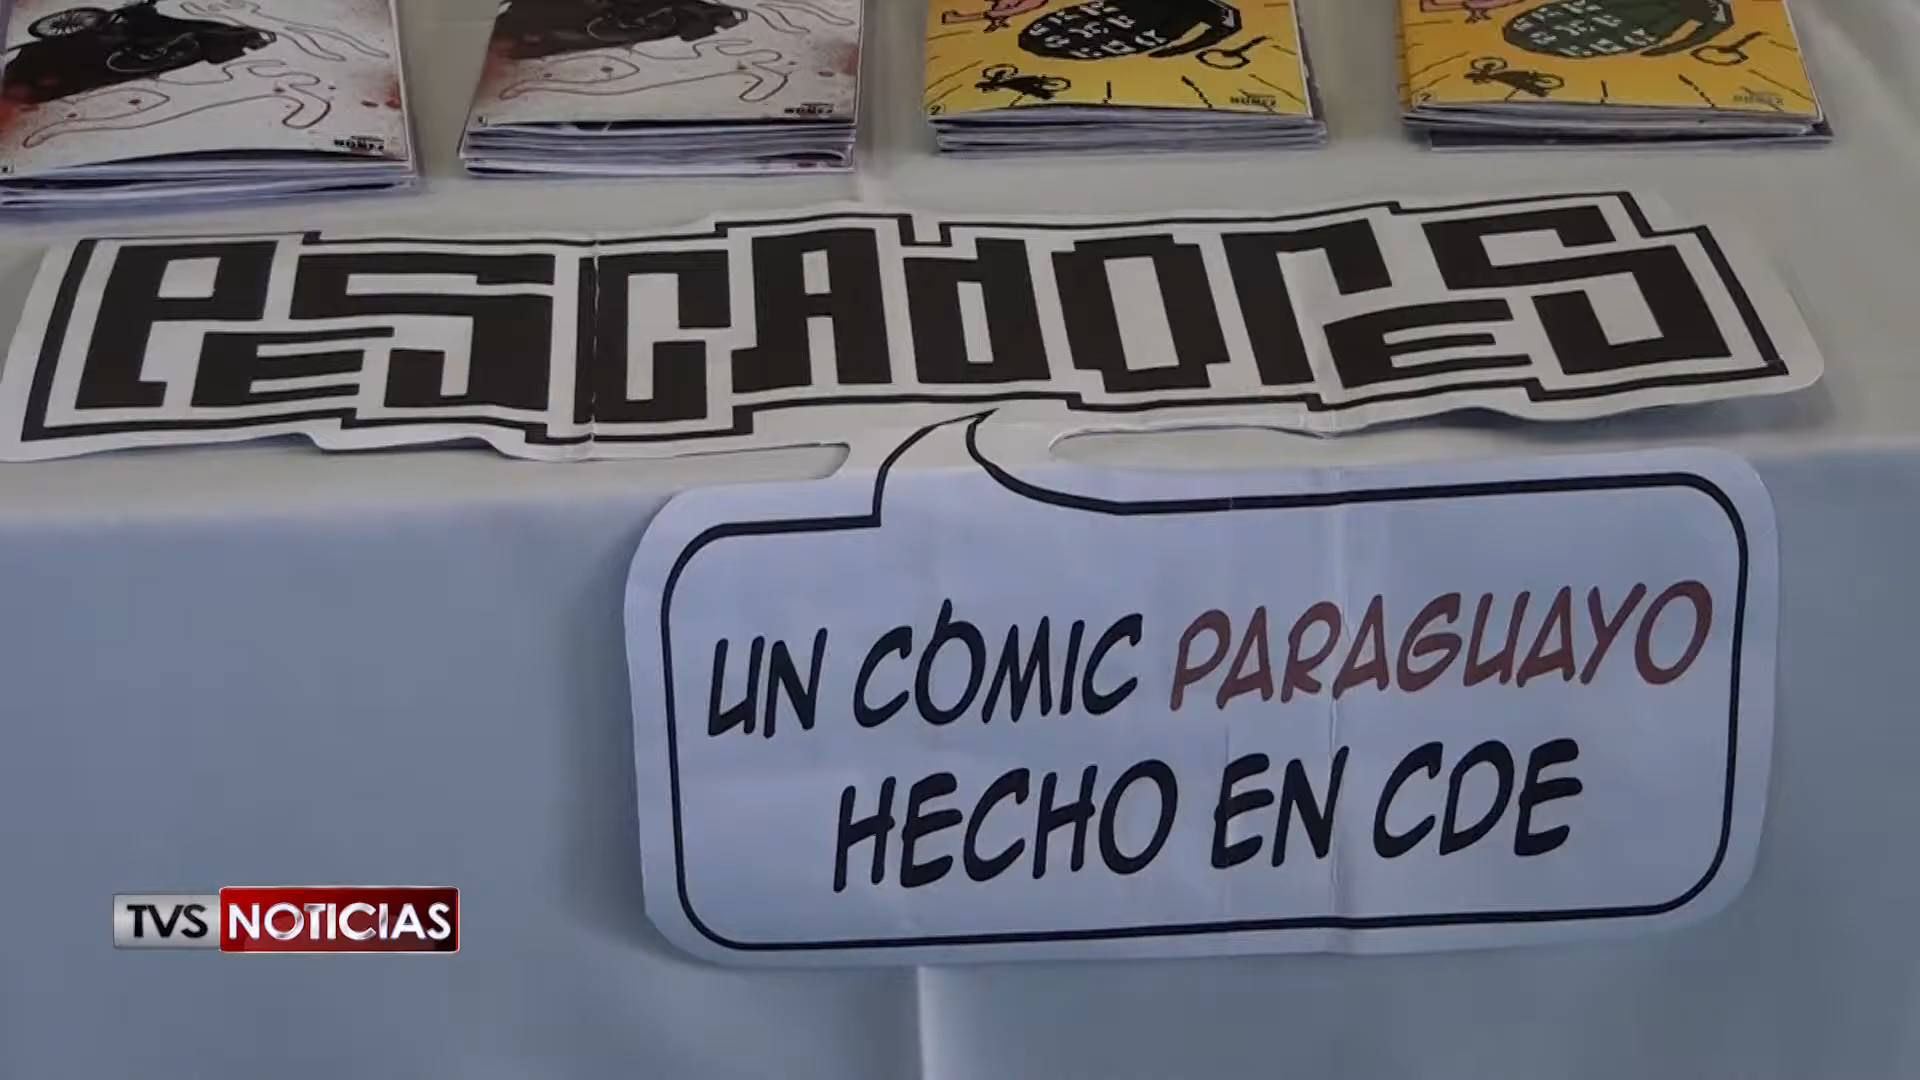 PESCADORES
UN CÓMIC PARAGUAYO
HECHO EN CDE
TVS NOTICIAS